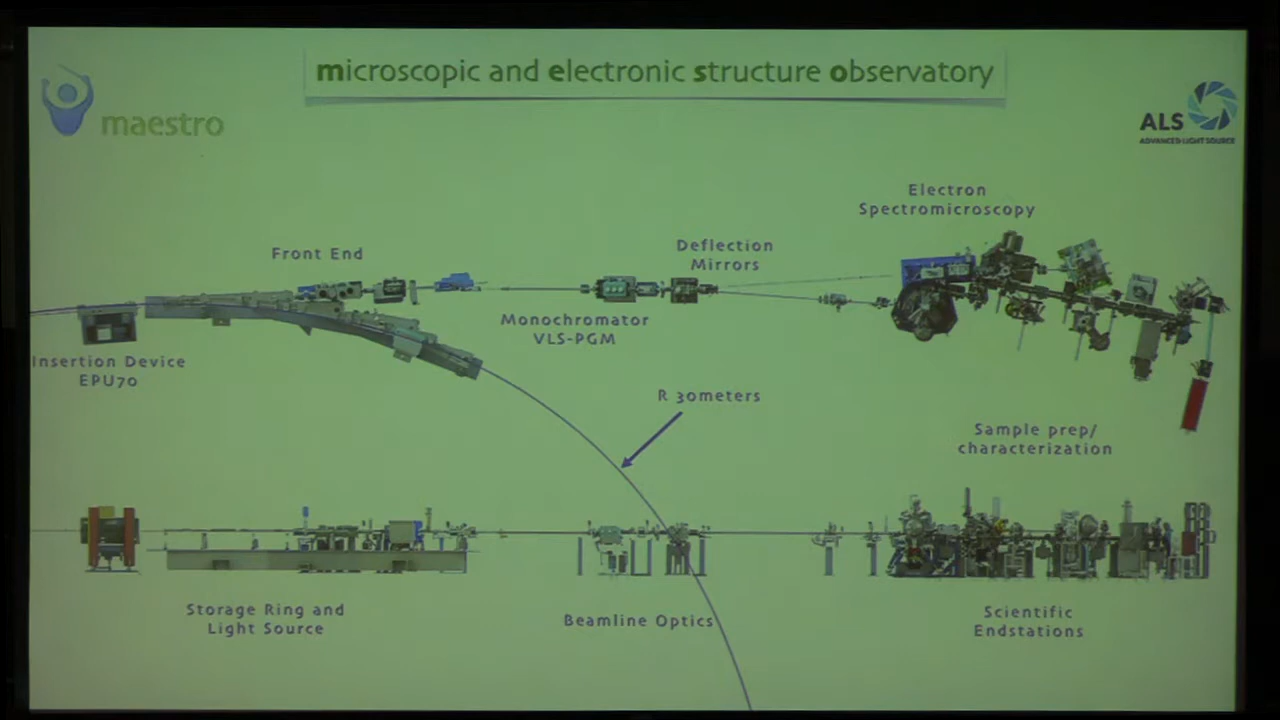 microscopic and electronic structure observatory
maestro
ALS
ADVANCED LIGHT SOURCE
Electron
Spectromicroscopy
Front End
Deflection
Mirrors
Monochromator
VLS-PGM
Insertion Device
EPU70
R 30meters
Sample prep/
characterization
Storage Ring and
Light Source
Beamline Optics
Scientific
Endstations